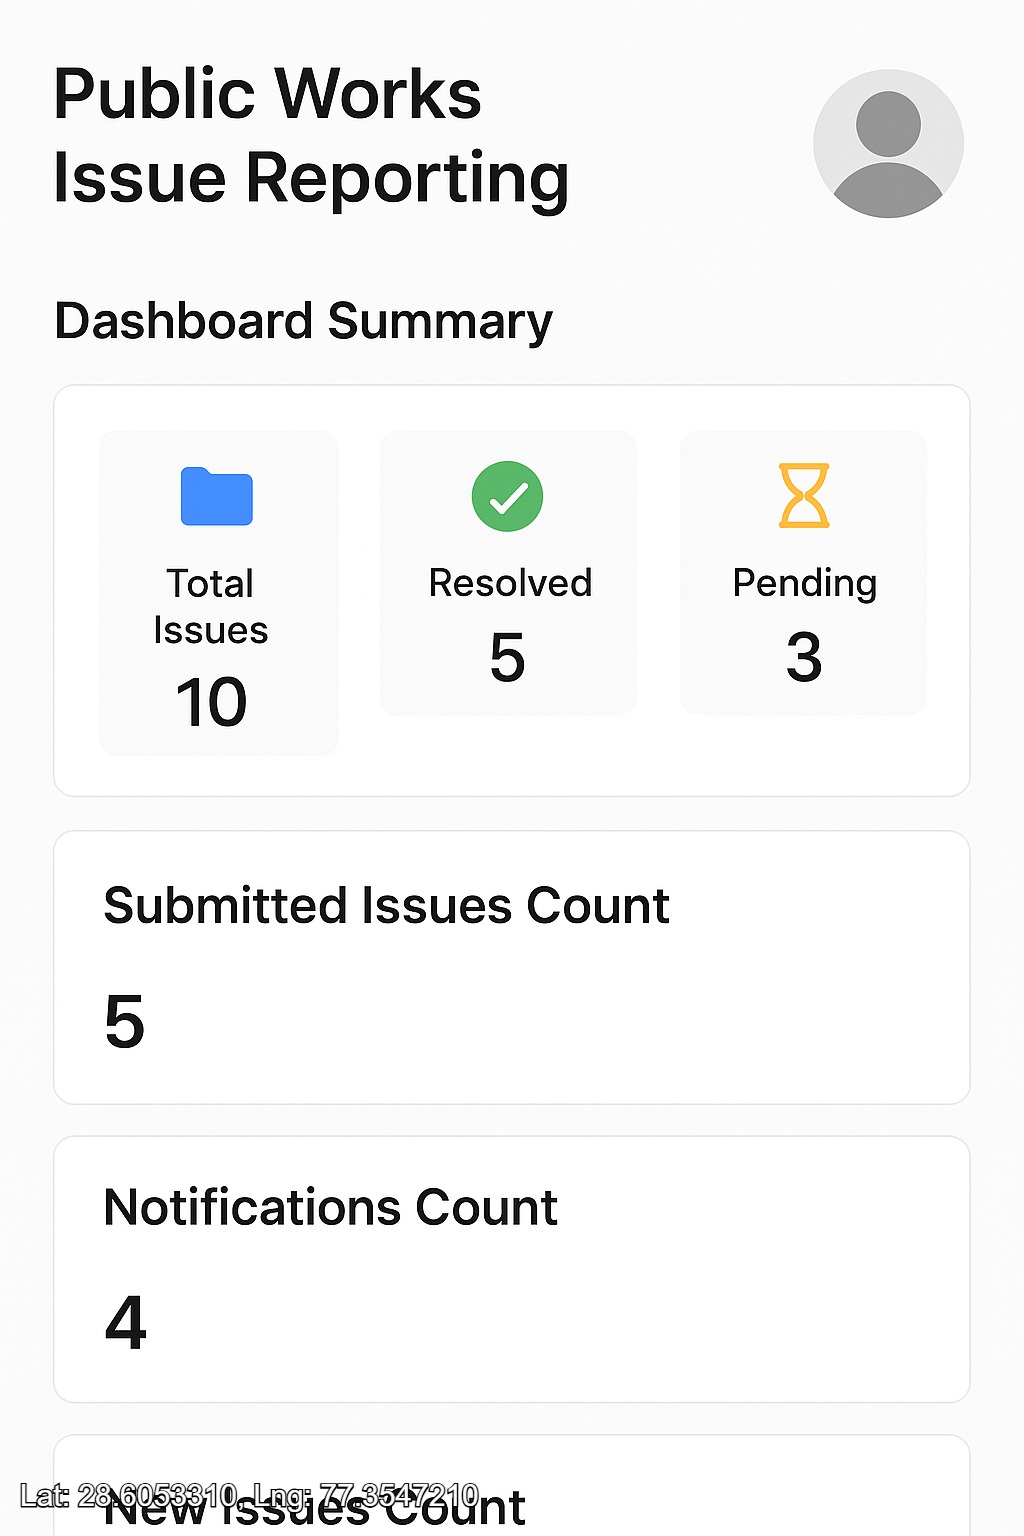 Public Works
Issue Reporting
Dashboard Summary
Total
Issues
10
Resolved
5
Pending
3
Submitted Issues Count
5
Notifications Count
4
New Issues Count
Lat: 28.6053310, Lng: 77.3547210